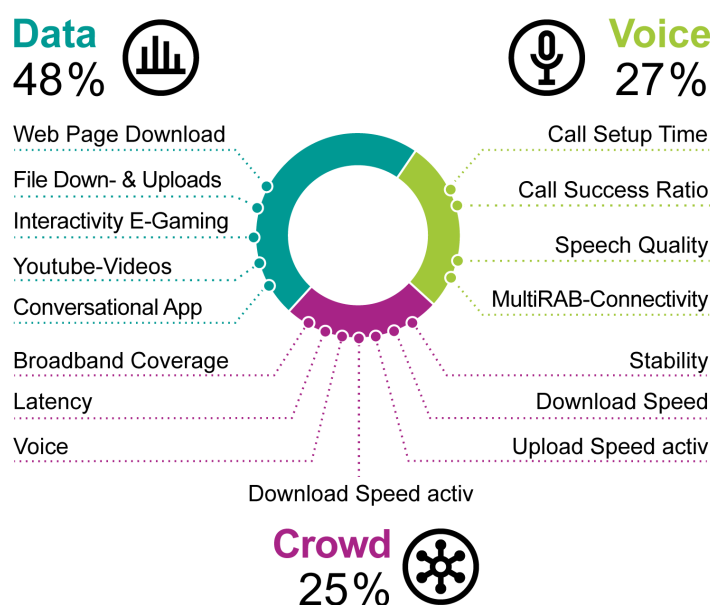 Data
48%
Voice
27%
Web Page Download
File Down- & Uploads
Interactivity E-Gaming
Youtube-Videos
Conversational App
Call Setup Time
Call Success Ratio
Speech Quality
MultiRAB-Connectivity
Broadband Coverage
Latency
Voice
Stability
Download Speed
Upload Speed activ
Download Speed activ
Crowd
25%